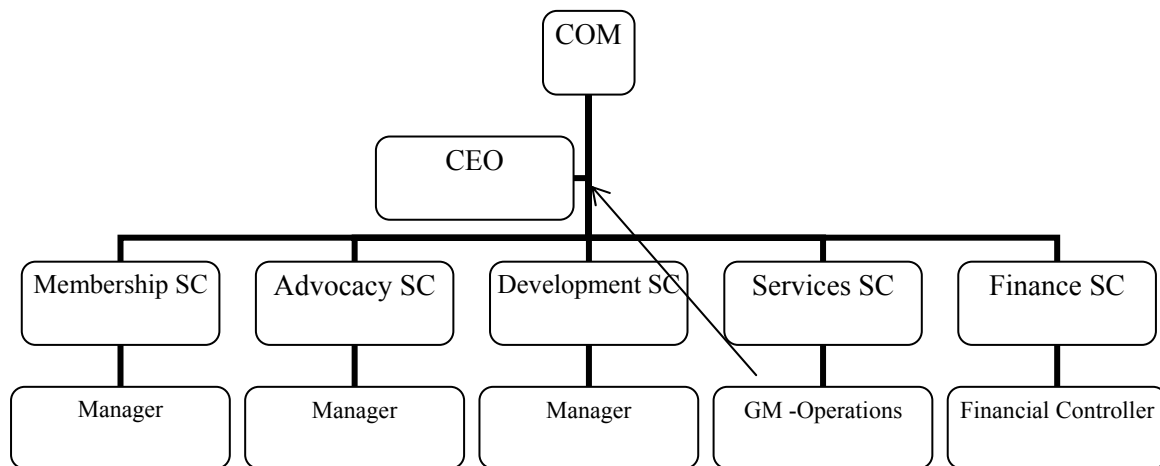 COM
CEO
Membership SC
Advocacy SC
Development SC
Services SC
Finance SC
Manager
Manager
Manager
GM -Operations
Financial Controller